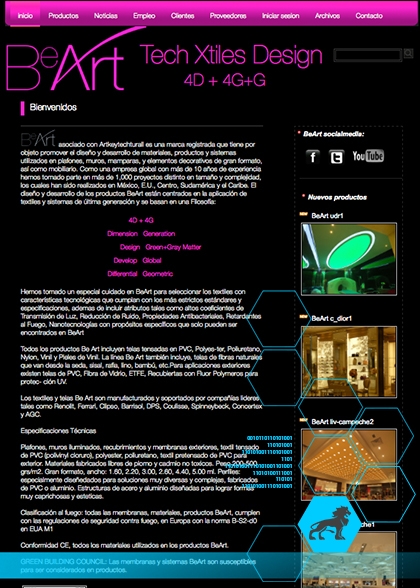 Inicio Productos Noticias Empleo Clientes Proveedores Iniciar sesion Archivos Contacto
BeArt
Tech Xtiles Design
4D + 4G+G
Bienvenidos
BeArt asociado con Artkeytechturall es una marca registrada que tiene por
objeto promover el diseño y desarrollo de materiales, productos y sistemas
utilizados en plafones, muros, mamparas, y elementos decorativos de gran formato,
así como mobiliario. Como una empresa global con más de 10 años de experiencia
hemos tomado parte en más de 1,000 proyectos distinto en tamaño y complejidad,
los cuales han sido realizados en México, E.U., Centro, Sudamérica y el Caribe. El
diseño y desarrollo de los productos BeArt están centrados en la aplicación de
textiles y sistemas de última generación y se basan en una Filosofía:
4D + 4G
Dimension Generation
Design Green+Gray Matter
Develop Global
Differential Geometric
Hemos tomado un especial cuidado en BeArt para seleccionar los textiles con
características tecnológicas que cumplan con los más estrictos estándares y
especificaciones, ademas de incluir atributos tales como altos coeficientes de
Transmisión de Luz, Reducción de Ruido, Propiedades Antibacteriales, Retardantes
al Fuego, Nanotecnologías con propósitos específicos que solo pueden ser
encontrados en BeArt
Todos los productos Be Art incluyen telas tensadas en PVC, Polyes-ter, Poliuretano,
Nylon, Vinil y Pieles de Vinil. La línea Be Art también incluye, telas de fibras naturales
que van desde la seda, sisal, rafia, lino, bambú, etc.Para aplicaciones exteriores
existen telas de PVC, Fibra de Vidrio, ETFE, Recubiertas con Fluor Polymeros para
protec- ción UV.
Los textiles y telas Be Art son manufacturados y soportados por compañías lideres,
tales como Renolit, Ferrari, Clipso, Barrisol, DPS, Coulisse, Spinneybeck, Concertex
y AGC.
Especificaciones Técnicas
Plafones, muros iluminados, recubrimientos y membranas exteriores, textil tensado
de PVC (polivinyl cloruro), polyester, poliuretano, textil pretensado de PVC para
exterior. Materiales fabricados libres de plomo y cadmio no toxicos. Peso 200-500
grs/m2. Gran formato, ancho: 1.60, 2.20, 3.00, 2.60, 4.40, 5.00 ml. Perfiles:
especialmente diseñados para soluciones muy diversas y complejas, fabricados
de PVC o aluminio. Estructuras de acero y aluminio diseñadas para lograr formas
muy caprichosas y esteticas.
Clasificación al fuego: todas las membranas, materiales, productos BeArt, cumplen
con las regulaciones de seguridad contra fuego, en Europa con la norma B-S2-d0
en EUA M1
Conformidad CE, todos los materiales utilizados en los productos BeArt.
GREEN BUILDING COUNCIL: Las membranas y sistemas BeArt son susceptibles
para ser considerados en productos.
* BeArt socialmedia:
You Tube
* Nuevos productos
BeArt udr1
BeArt c_dior1
BeArt liv-campeche2